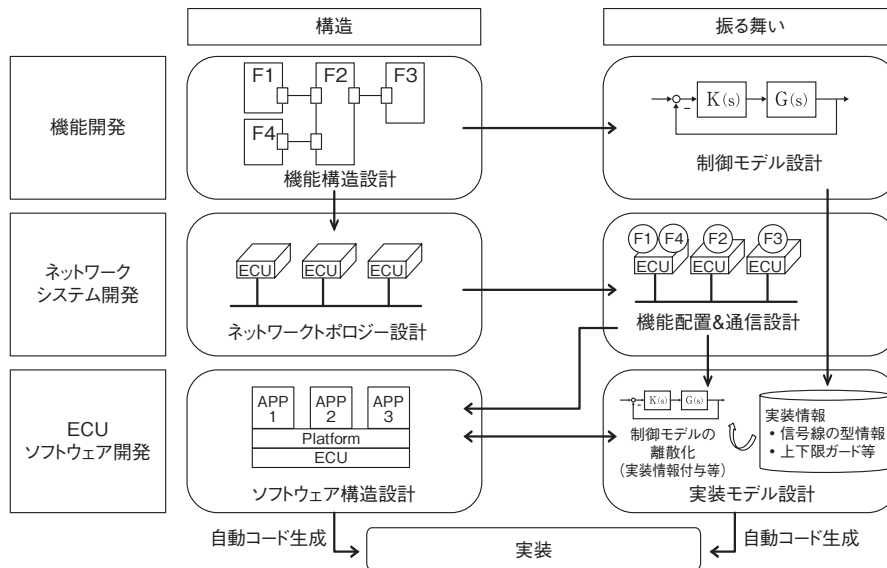 構造
振る舞い
機能開発
F1
F2
F3
F4
機能構造設計
K(s)
G(s)
-
制御モデル設計
ネットワーク
システム開発
ECU
ECU
ECU
ネットワークトポロジー設計
F1
F4
F2
F3
ECU
ECU
ECU
機能配置&通信設計
ECU
ソフトウェア開発
APP
1
APP
2
APP
3
Platform
ECU
ソフトウェア構造設計
K(s)
G(s)
-
制御モデルの
離散化
(実装情報付与等)
実装情報
・信号線の型情報
・上下限ガード等
実装モデル設計
自動コード生成
実装
自動コード生成